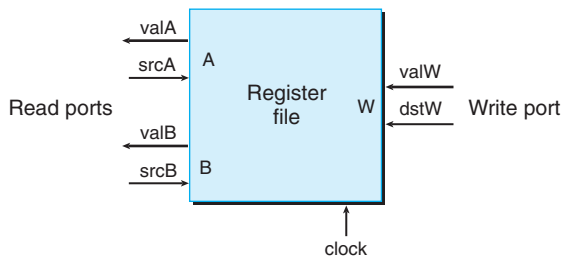 valA
srcA
A
Read ports
valB
srcB
B
Register
file
W
valW
dstW
Write port
clock